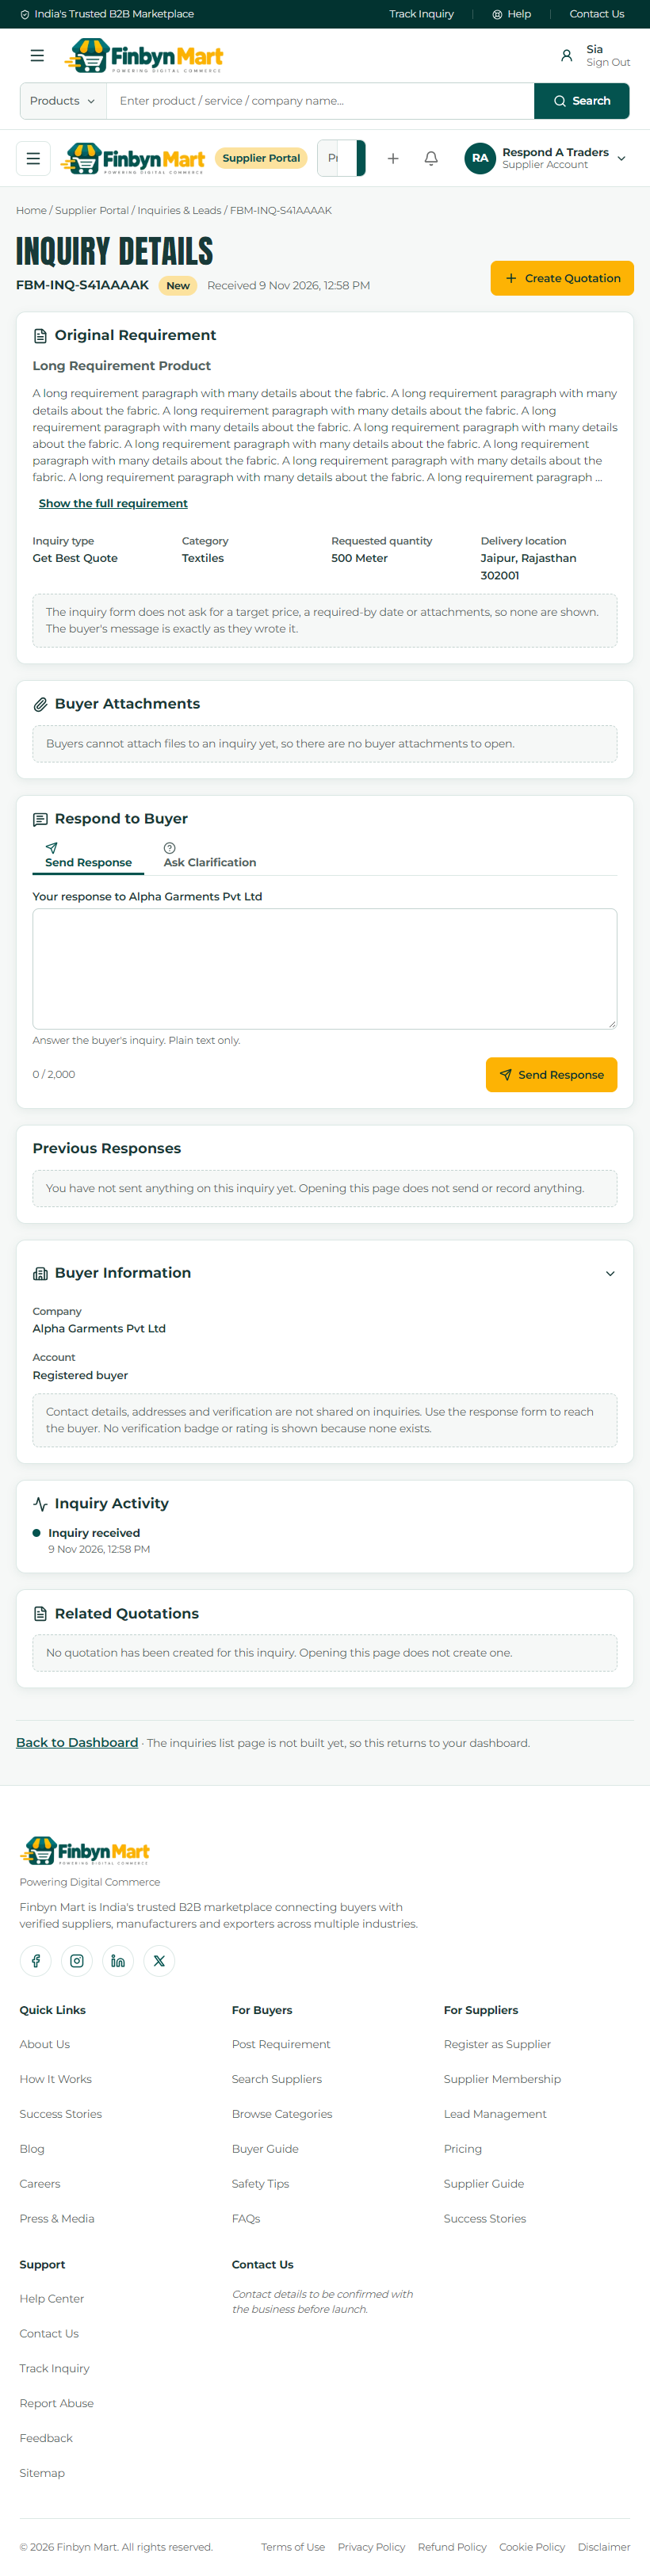 India's Trusted B2B Marketplace
Track Inquiry
Help
Contact Us
FinbynMart
POWERING DIGITAL COMMERCE
Sia
Sign Out
Products
Enter product / service / company name...
Search
FinbynMart
POWERING DIGITAL COMMERCE
Supplier Portal
RA
Respond A Traders
Supplier Account
Home / Supplier Portal / Inquiries & Leads / FBM-INQ-S41AAAAK
INQUIRY DETAILS
FBM-INQ-S41AAAAK
New
Received 9 Nov 2026, 12:58 PM
Create Quotation
Original Requirement
Long Requirement Product
A long requirement paragraph with many details about the fabric. A long requirement paragraph with many
details about the fabric. A long requirement paragraph with many details about the fabric. A long
requirement paragraph with many details about the fabric. A long requirement paragraph with many details
about the fabric. A long requirement paragraph with many details about the fabric. A long requirement
paragraph with many details about the fabric. A long requirement paragraph with many details about the
fabric. A long requirement paragraph with many details about the fabric. A long requirement paragraph ...
Show the full requirement
Inquiry type
Get Best Quote
Category
Textiles
Requested quantity
500 Meter
Delivery location
Jaipur, Rajasthan
302001
The inquiry form does not ask for a target price, a required-by date or attachments, so none are shown.
The buyer's message is exactly as they wrote it.
Buyer Attachments
Buyers cannot attach files to an inquiry yet, so there are no buyer attachments to open.
Respond to Buyer
Send Response
Ask Clarification
Your response to Alpha Garments Pvt Ltd
Answer the buyer's inquiry. Plain text only.
0 / 2,000
Send Response
Previous Responses
You have not sent anything on this inquiry yet. Opening this page does not send or record anything.
Buyer Information
Company
Alpha Garments Pvt Ltd
Account
Registered buyer
Contact details, addresses and verification are not shared on inquiries. Use the response form to reach
the buyer. No verification badge or rating is shown because none exists.
Inquiry Activity
Inquiry received
9 Nov 2026, 12:58 PM
Related Quotations
No quotation has been created for this inquiry. Opening this page does not create one.
Back to Dashboard · The inquiries list page is not built yet, so this returns to your dashboard.
FinbynMart
POWERING DIGITAL COMMERCE
Powering Digital Commerce
Finbyn Mart is India's trusted B2B marketplace connecting buyers with
verified suppliers, manufacturers and exporters across multiple industries.
Quick Links
About Us
How It Works
Success Stories
Blog
Careers
Press & Media
For Buyers
Post Requirement
Search Suppliers
Browse Categories
Buyer Guide
Safety Tips
FAQs
For Suppliers
Register as Supplier
Supplier Membership
Lead Management
Pricing
Supplier Guide
Success Stories
Support
Help Center
Contact Us
Track Inquiry
Report Abuse
Feedback
Sitemap
Contact Us
Contact details to be confirmed with
the business before launch.
© 2026 Finbyn Mart. All rights reserved.
Terms of Use
Privacy Policy
Refund Policy
Cookie Policy
Disclaimer